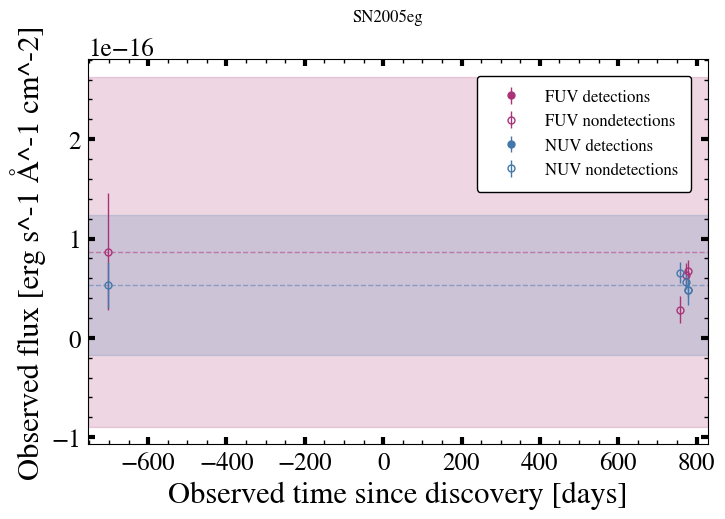 SN2005eg
1e−16
FUV detections
FUV nondetections
NUV detections
NUV nondetections
2
1
0
−1
Observed flux [erg s^-1 Å^-1 cm^-2]
−600 −400 −200 0 200 400 600 800
Observed time since discovery [days]